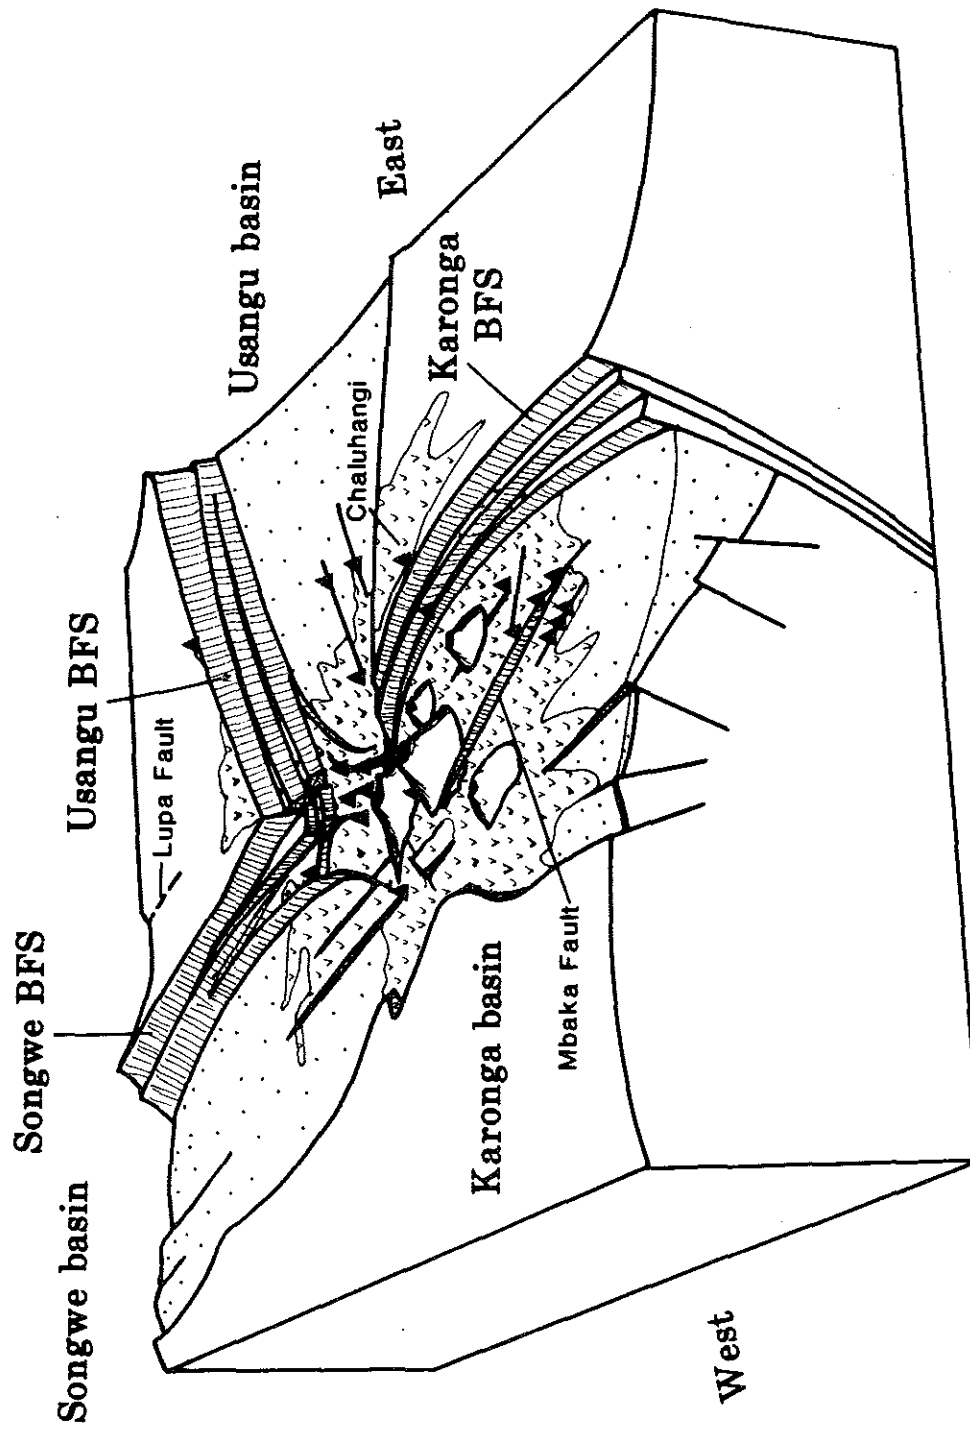 Songwe basin
Songwe BFS
Usangu BFS
Usangu basin
Lupa Fault
Chaluhangi
East
Karonga
BFS
Karonga basin
Mbaka Fault
West